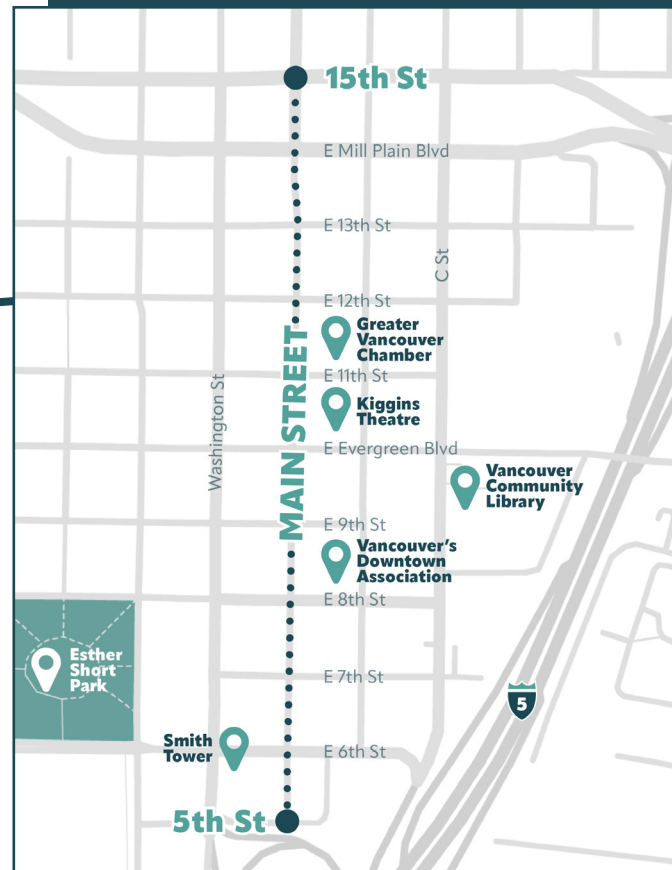 15th St
E Mill Plain Blvd
E 13th St
C St
E 12th St
Greater
Vancouver
Chamber
MAIN STREET
E 11th St
Washington St
Kiggins
Theatre
E Evergreen Blvd
Vancouver
Community
Library
E 9th St
Vancouver's
Downtown
Association
E 8th St
Esther
Short
Park
E 7th St
5
Smith
Tower
E 6th St
5th St